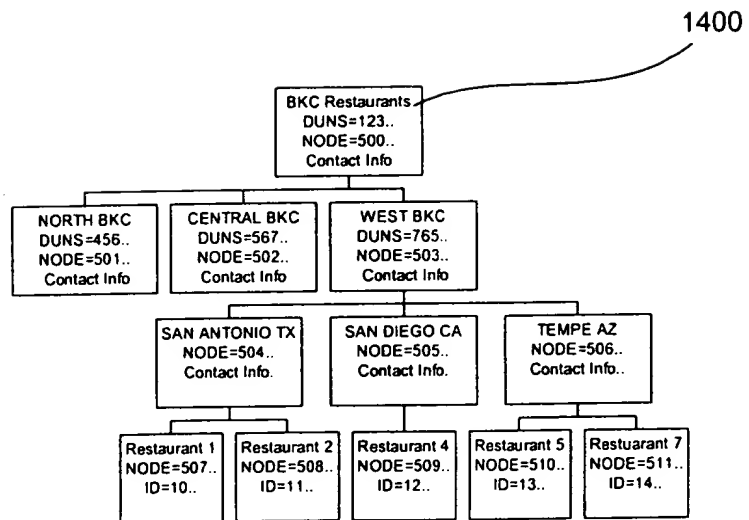 1400
BKC Restaurants
DUNS=123..
NODE=500..
Contact Info
NORTH BKC
DUNS=456..
NODE=501..
Contact Info
CENTRAL BKC
DUNS=567..
NODE=502..
Contact Info
WEST BKC
DUNS=765..
NODE=503..
Contact Info
SAN ANTONIO TX
NODE=504..
Contact Info.
SAN DIEGO CA
NODE=505..
Contact Info.
TEMPE AZ
NODE=506..
Contact Info..
Restaurant 1
NODE=507..
ID=10..
Restaurant 2
NODE=508..
ID=11..
Restaurant 4
NODE=509..
ID=12..
Restaurant 5
NODE=510..
ID=13..
Restuarant 7
NODE=511..
ID=14..